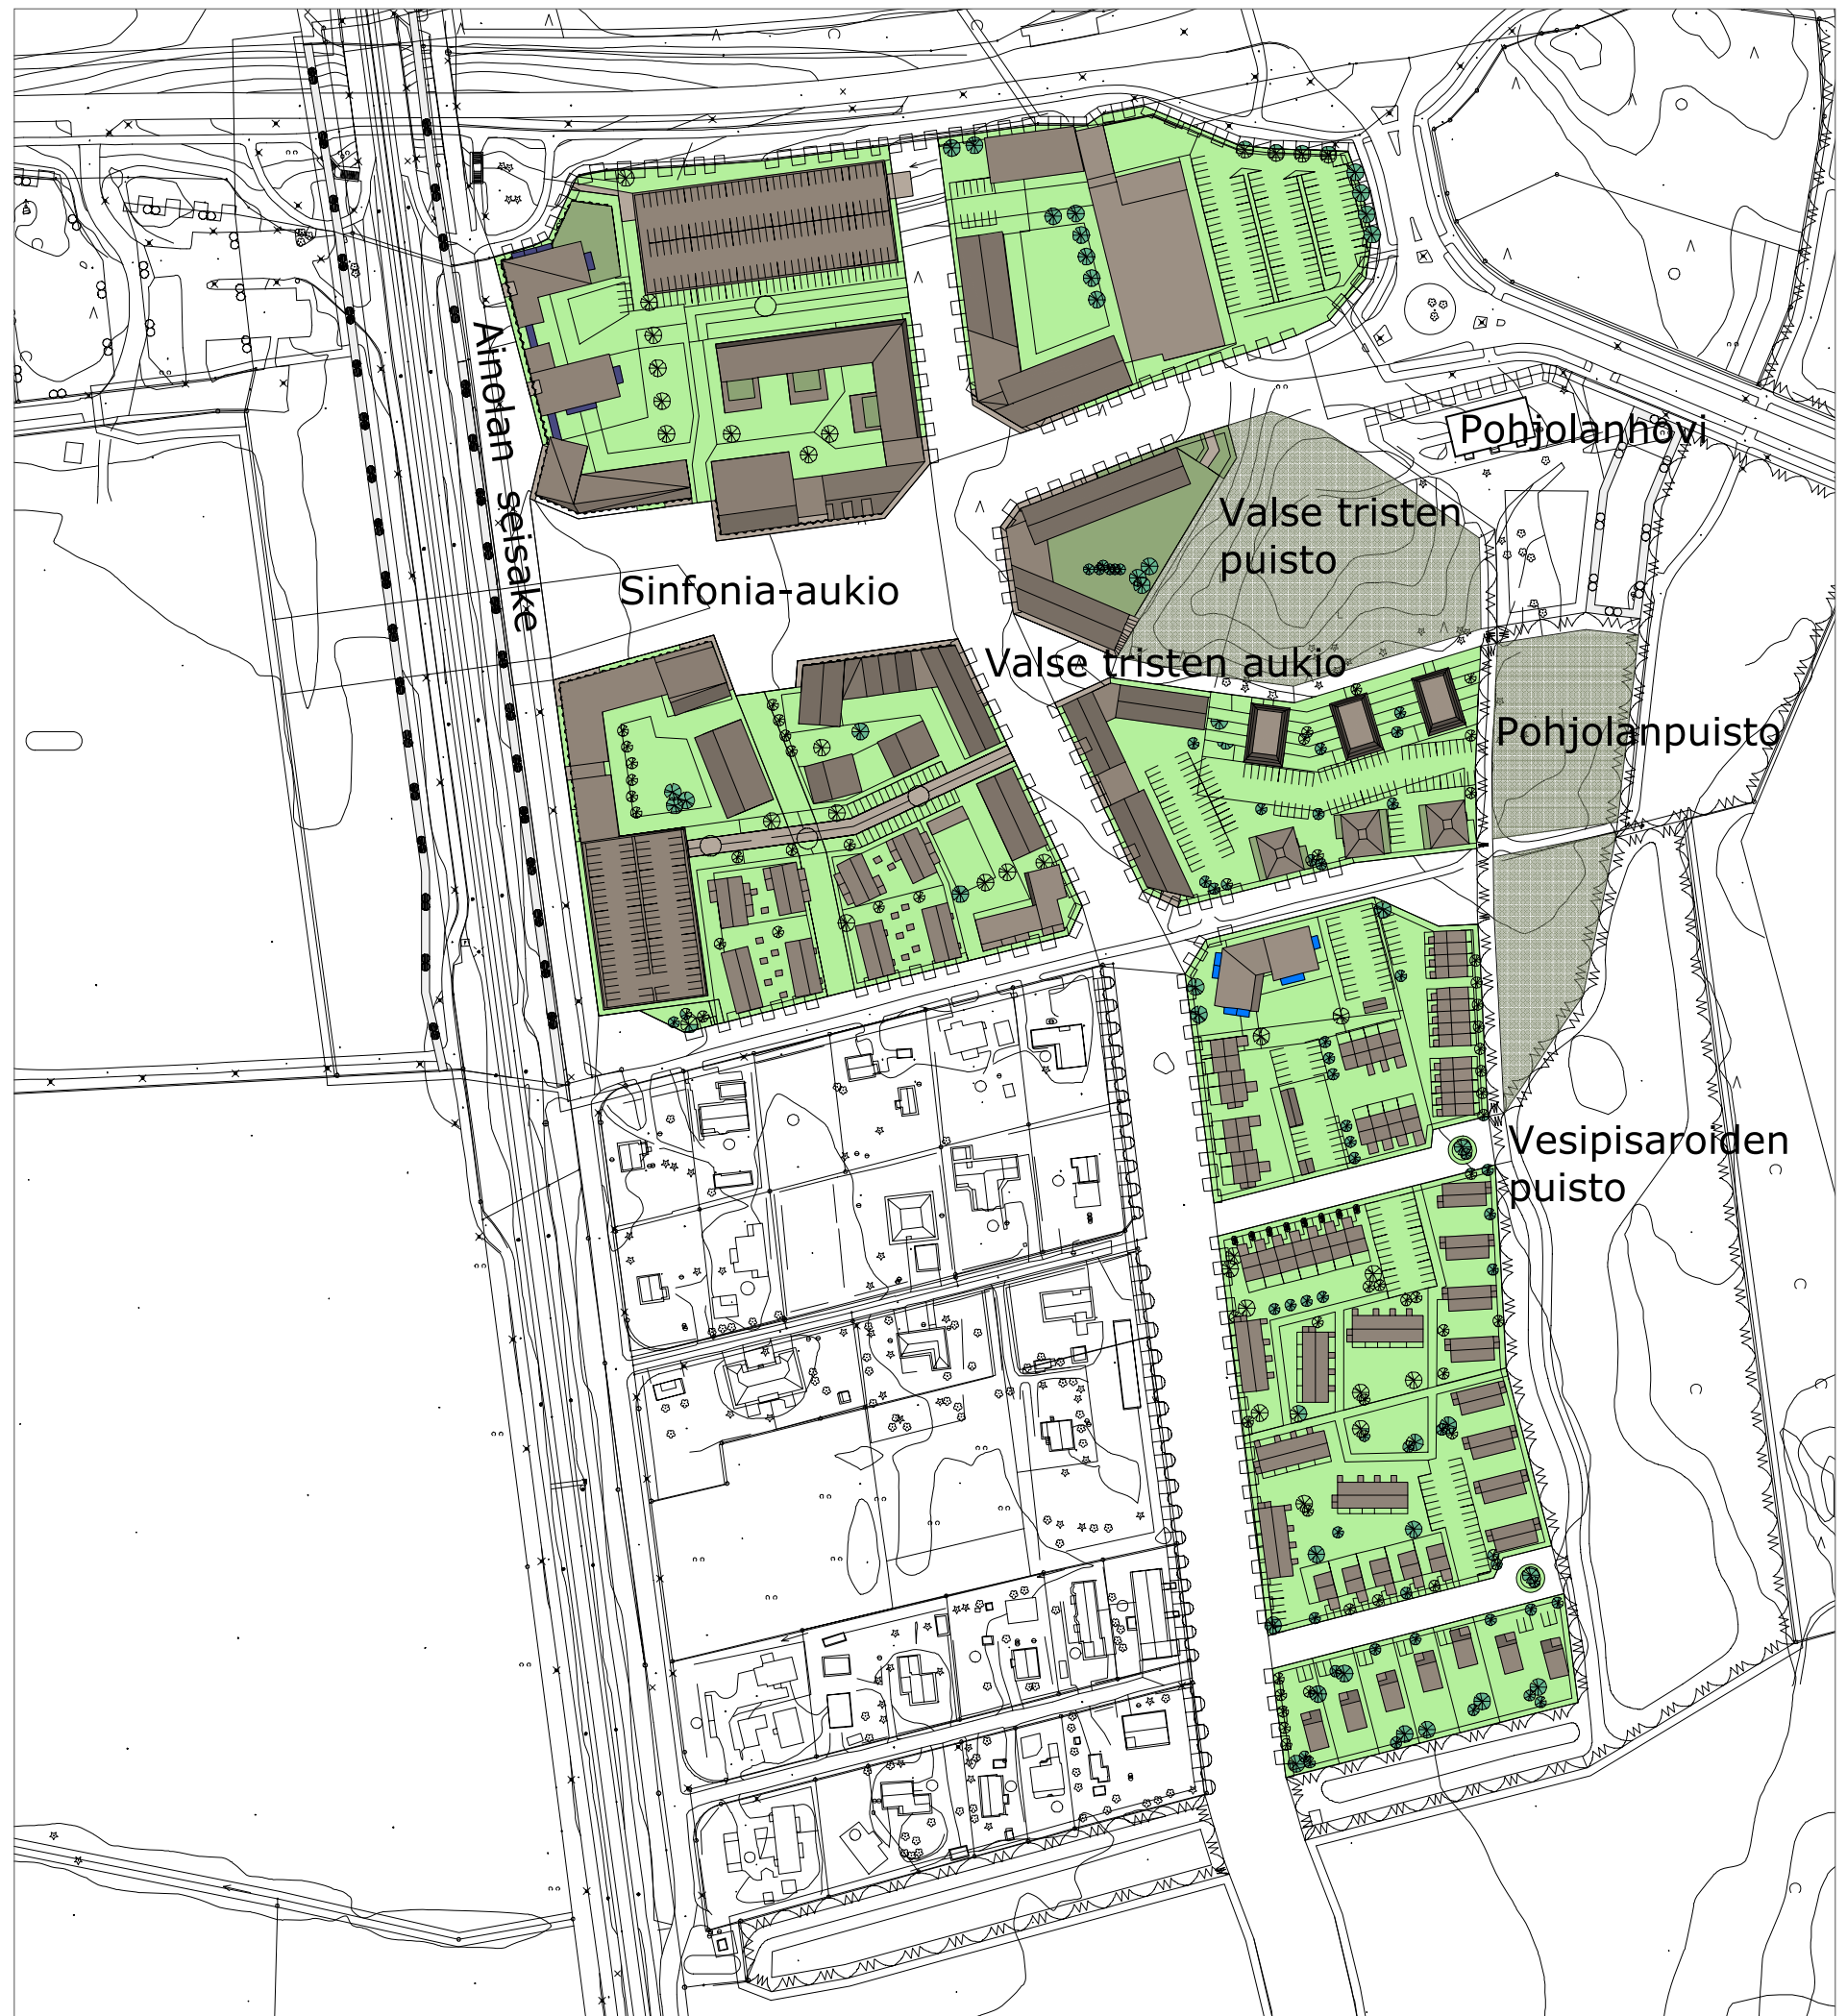 Pohjolanhovi
Ainolan seisake
Valse tristen
puisto
Sinfonia-aukio
Valse tristen aukio
Pohjolanpuisto
Vesipisaroiden
puisto